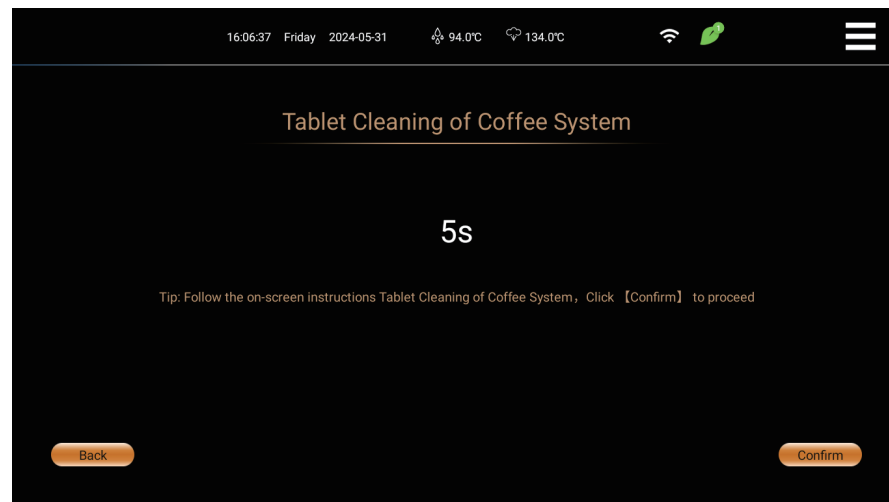 16:06:37 Friday 2024-05-31 94.0℃ 134.0℃ 1
Tablet Cleaning of Coffee System
5s
Tip: Follow the on-screen instructions Tablet Cleaning of Coffee System，Click 【Confirm】 to proceed
Back Confirm